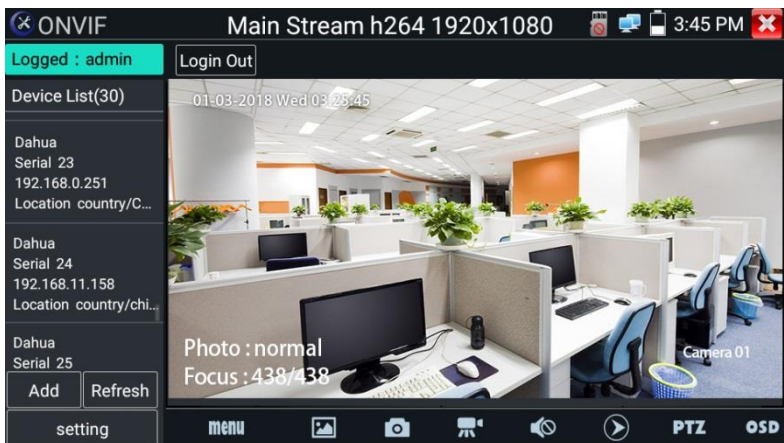 ONVIF
Main Stream h264 1920x1080
3:45 PM
Logged : admin
Login Out
Device List(30)
Dahua
Serial 23
192.168.0.251
Location country/C...
Dahua
Serial 24
192.168.11.158
Location country/chi...
Dahua
Serial 25
Add
Refresh
setting
01-03-2018 Wed 03:25:45
Photo : normal
Focus : 438/438
Camera 01
menu
PTZ
OSD